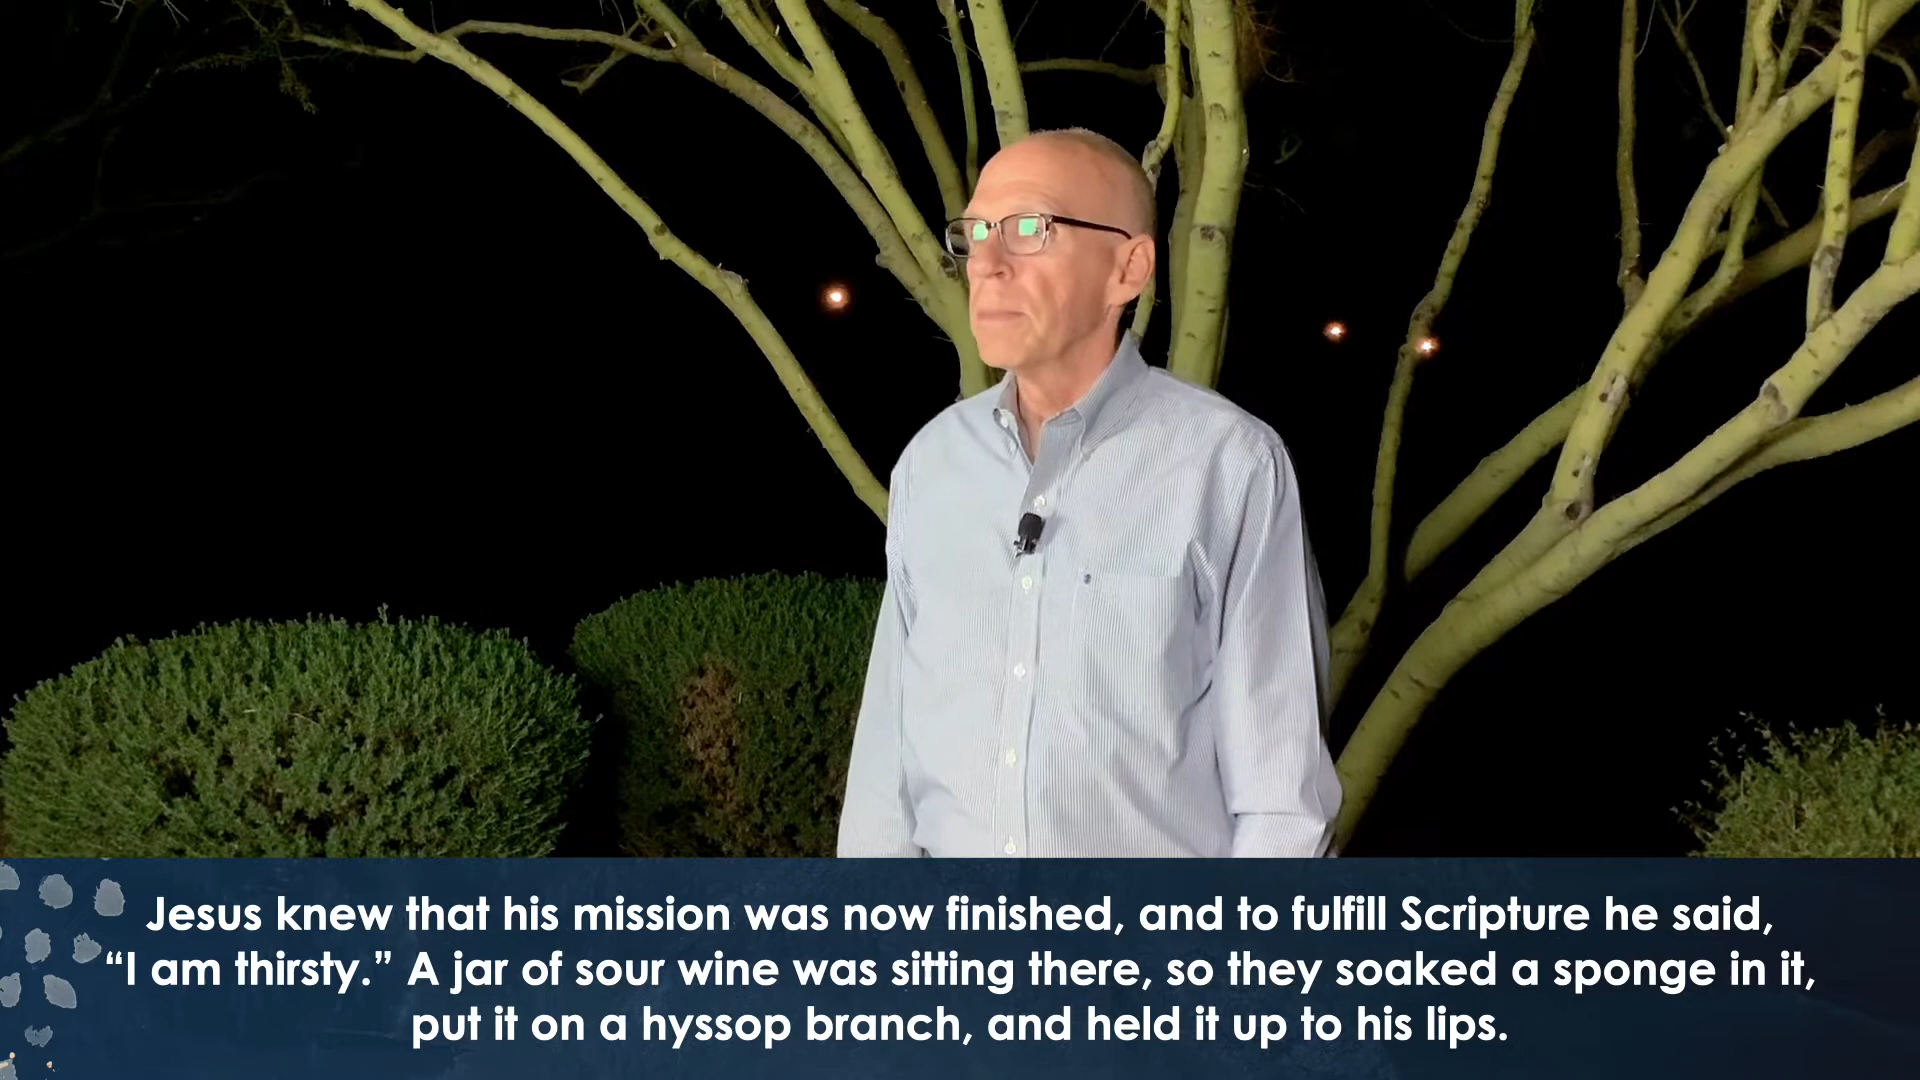 Jesus knew that his mission was now finished, and to fulfill Scripture he said,
“I am thirsty.” A jar of sour wine was sitting there, so they soaked a sponge in it,
put it on a hyssop branch, and held it up to his lips.